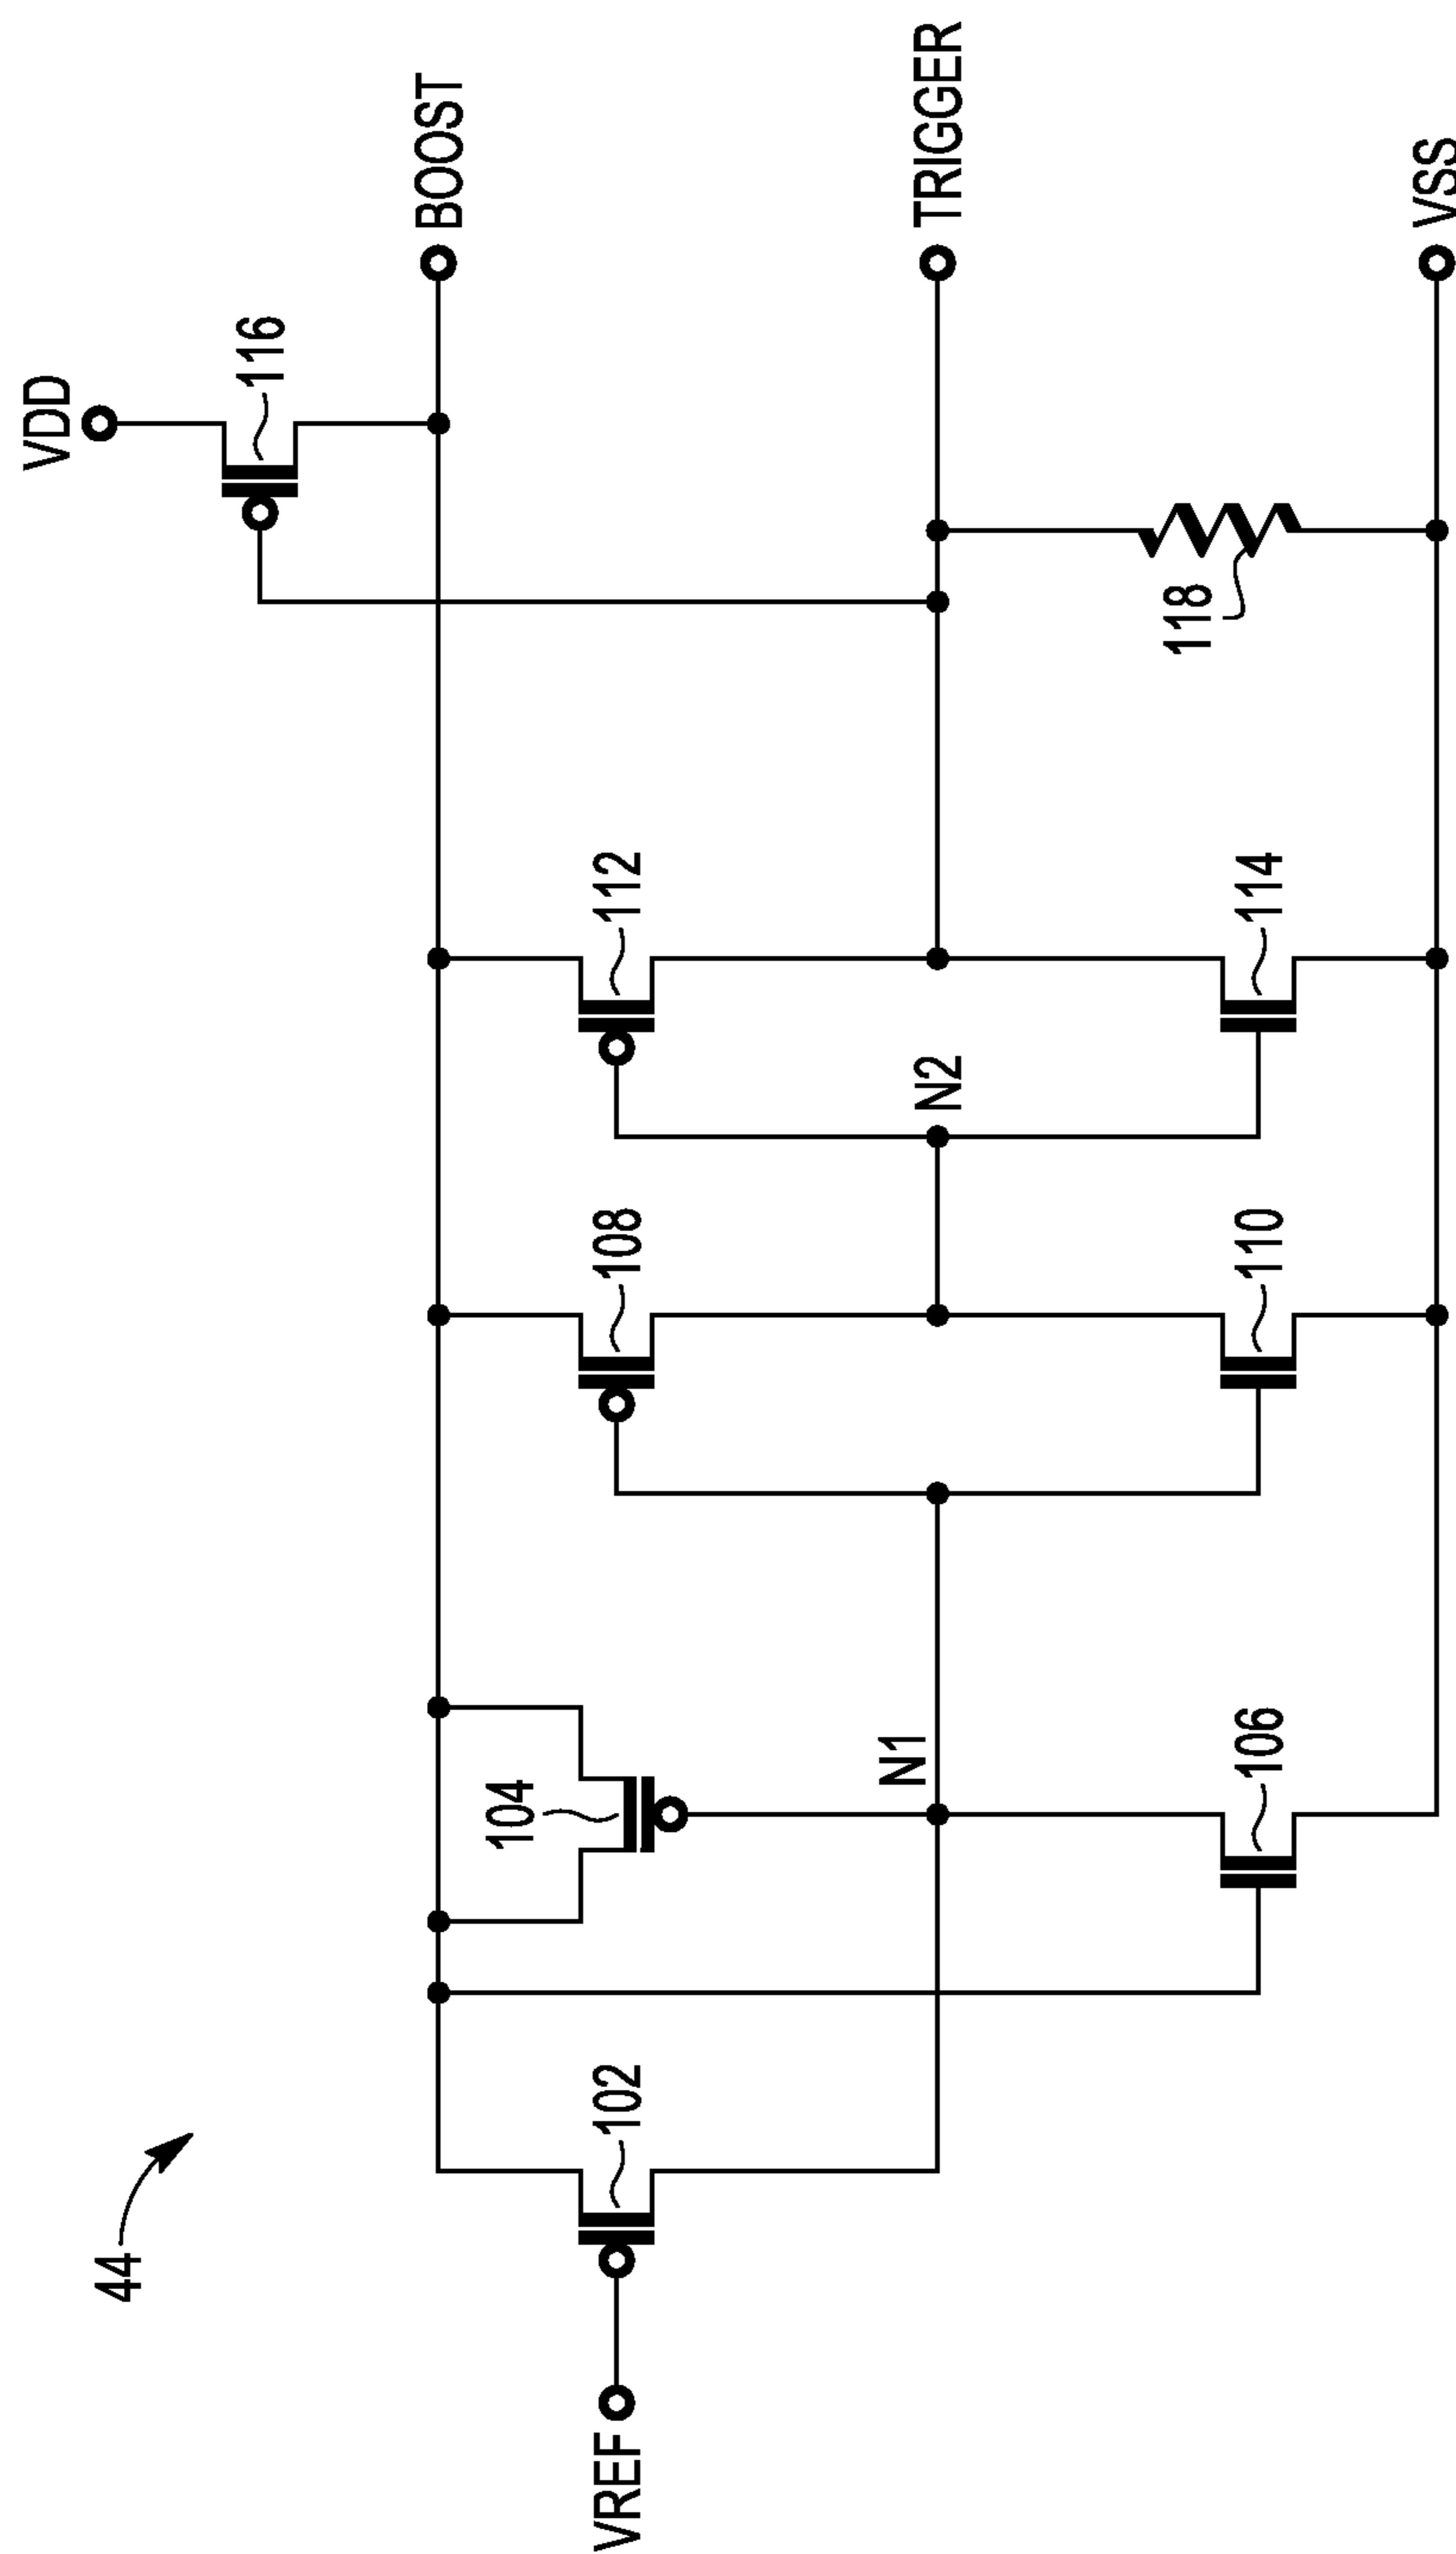 44
VDD
116
BOOST
VREF
102
104
108
112
N1
N2
TRIGGER
106
110
114
118
VSS